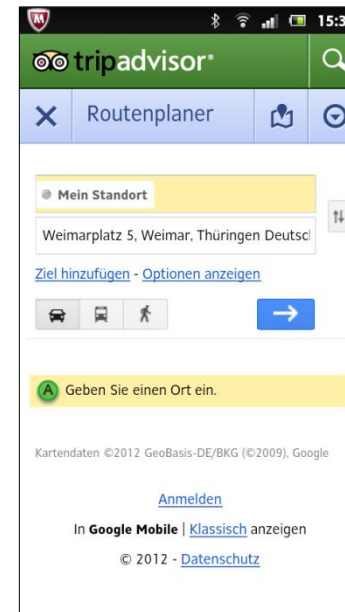 15:3
tripadvisor®
Routenplaner
Mein Standort
Weimarplatz 5, Weimar, Thüringen Deutscl
Ziel hinzufügen - Optionen anzeigen
A Geben Sie einen Ort ein.
Kartendaten ©2012 GeoBasis-DE/BKG (©2009), Google
Anmelden
In Google Mobile | Klassisch anzeigen
© 2012 - Datenschutz